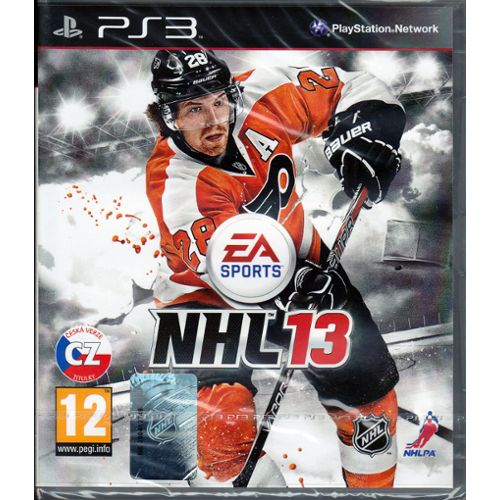 PS3
PlayStation Network
28
28
A
BAUER
BAUER
28
EA
SPORTS
NHL 13
ČESKÁ VERZE
CZ
TITULKY
12
www.pegi.info
NHL
NHLPA